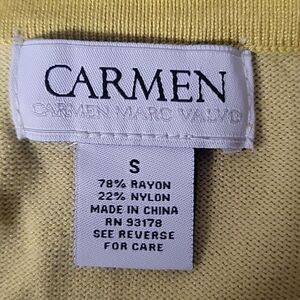 CARMEN
CARMEN MARC VALVO
S
78% RAYON
22% NYLON
MADE IN CHINA
RN 93178
SEE REVERSE
FOR CARE